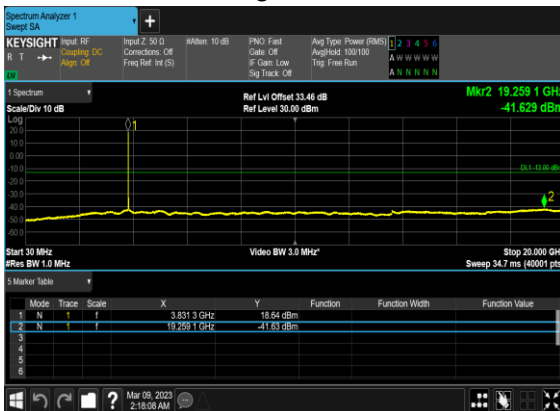 Spectrum Analyzer 1
Swept SA
+
KEYSIGHT Input: RF Input Z: 50 Ω #Atten: 10 dB PNO: Fast Avg Type: Power (RMS) 1 2 3 4 5 6
R T Coupling: DC Corrections: Off Gate: Off Avg|Hold: 100/100 A W W W W W
Align: Off Freq Ref: Int (S) IF Gain: Low Trig: Free Run
Sig Track: Off A N N N N N
1 Spectrum Ref Lvl Offset 33.46 dB Mkr2 19.259 1 GHz
Scale/Div 10 dB Ref Level 30.00 dBm -41.629 dBm
Log
20.0 1
10.0
0.00
-10.0 DL1 -13.00 dBm
-20.0
-30.0
-40.0 2
-50.0
-60.0
Start 30 MHz Video BW 3.0 MHz* Stop 20.000 GH
#Res BW 1.0 MHz Sweep 34.7 ms (40001 pts
5 Marker Table
Mode Trace Scale X Y Function Function Width Function Value
1 N 1 f 3.831 3 GHz 18.64 dBm
2 N 1 f 19.259 1 GHz -41.63 dBm
3
4
5
6
? Mar 09, 2023
2:18:08 AM